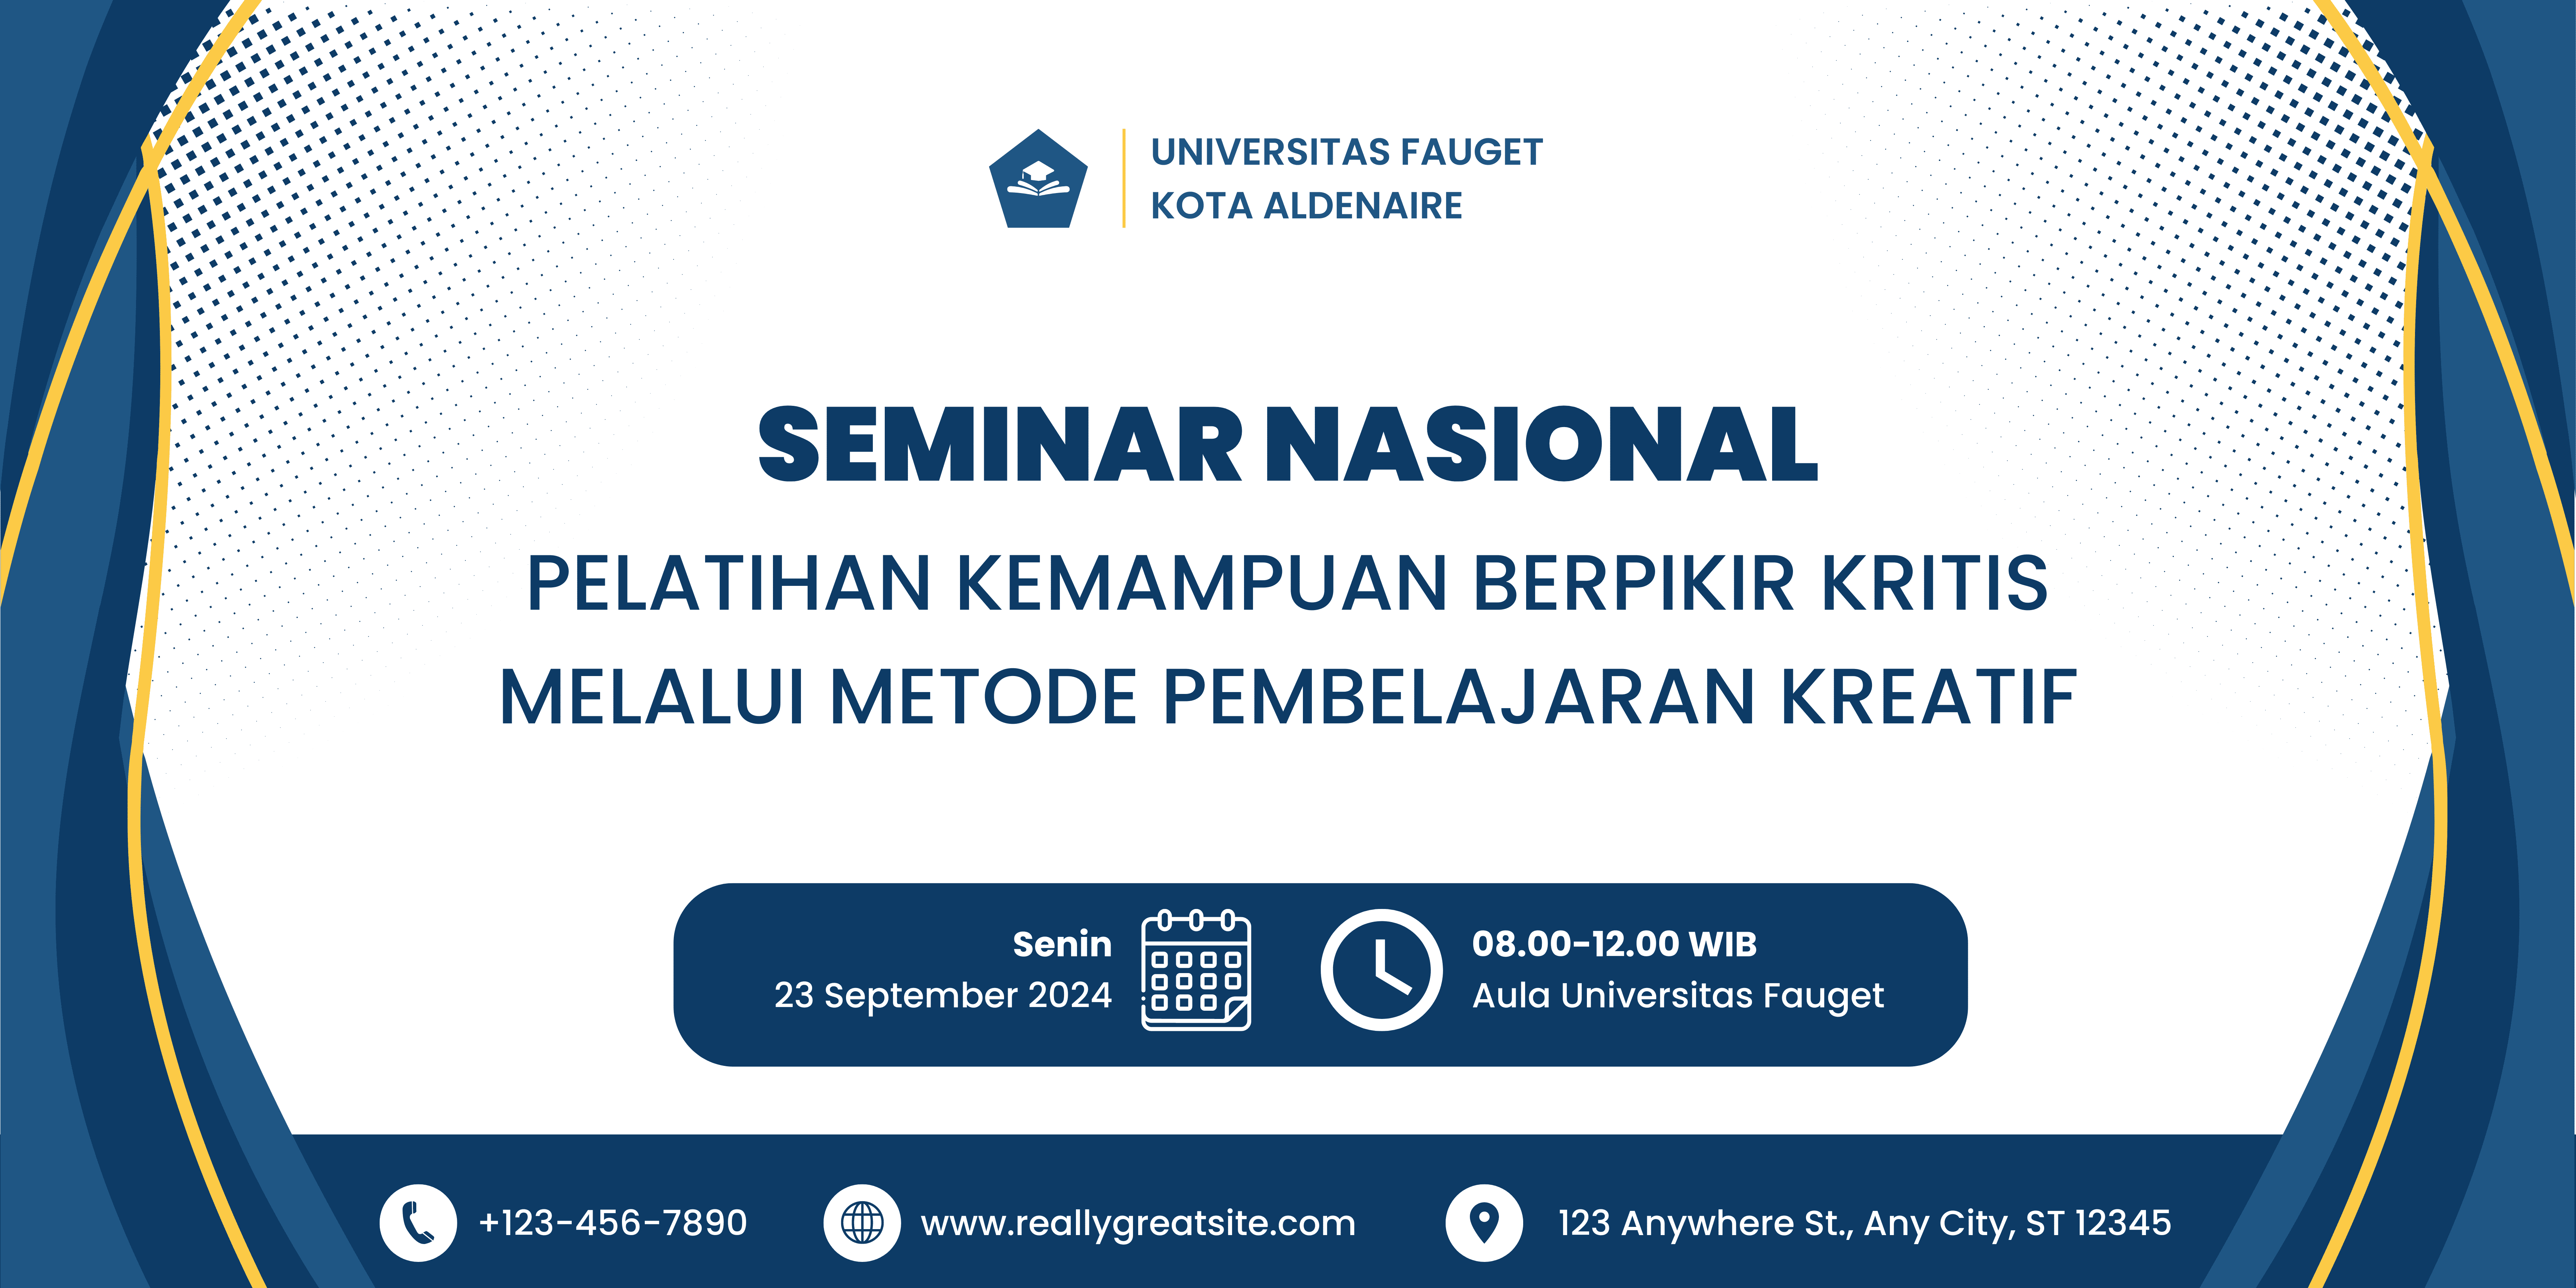 UNIVERSITAS FAUGET
KOTA ALDENAIRE
SEMINAR NASIONAL
PELATIHAN KEMAMPUAN BERPIKIR KRITIS
MELALUI METODE PEMBELAJARAN KREATIF
Senin
23 September 2024
08.00-12.00 WIB
Aula Universitas Fauget
+123-456-7890
www.reallygreatsite.com
123 Anywhere St., Any City, ST 12345